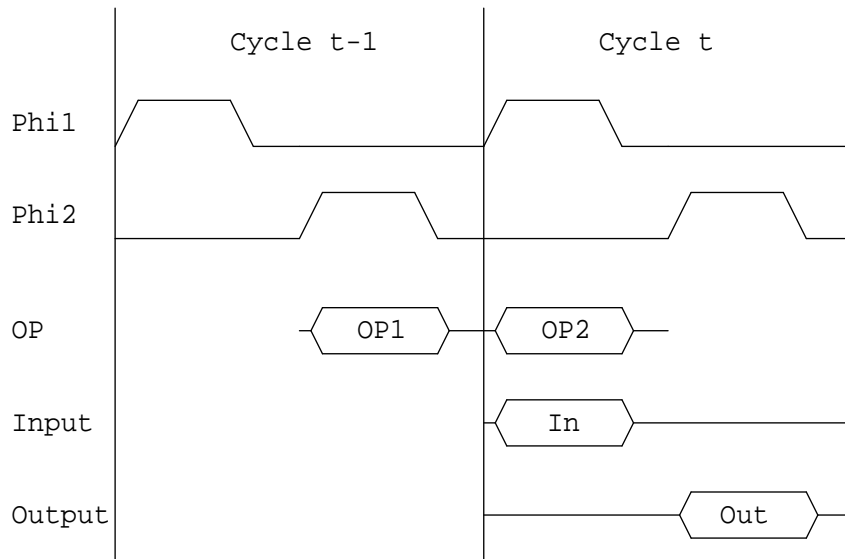 Cycle t-1 Cycle t
Phi1
Phi2
OP OP1 OP2
Input In
Output Out